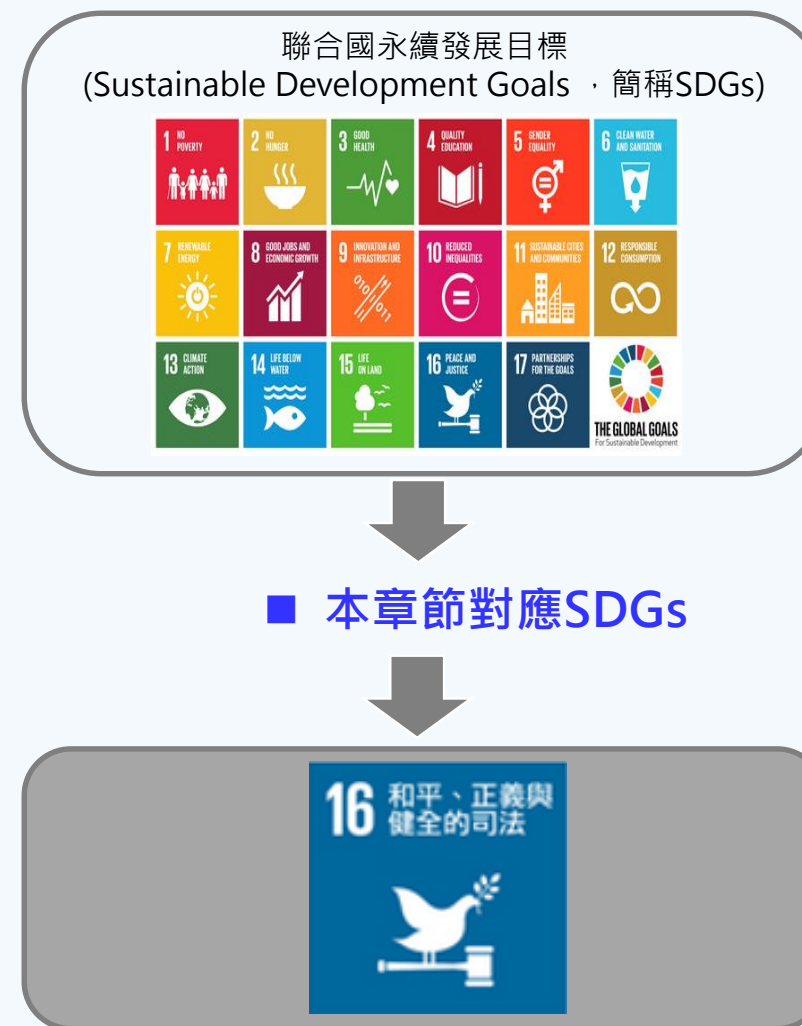 聯合國永續發展目標
(Sustainable Development Goals ，簡稱SDGs)
1 NO POVERTY
2 NO HUNGER
3 GOOD HEALTH
4 QUALITY EDUCATION
5 GENDER EQUALITY
6 CLEAN WATER AND SANITATION
7 RENEWABLE ENERGY
8 GOOD JOBS AND ECONOMIC GROWTH
9 INNOVATION AND INFRASTRUCTURE
10 REDUCED INEQUALITIES
11 SUSTAINABLE CITIES AND COMMUNITIES
12 RESPONSIBLE CONSUMPTION
13 CLIMATE ACTION
14 LIFE BELOW WATER
15 LIFE ON LAND
16 PEACE AND JUSTICE
17 PARTNERSHIPS FOR THE GOALS
THE GLOBAL GOALS
For Sustainable Development
■ 本章節對應SDGs
16 和平、正義與
健全的司法